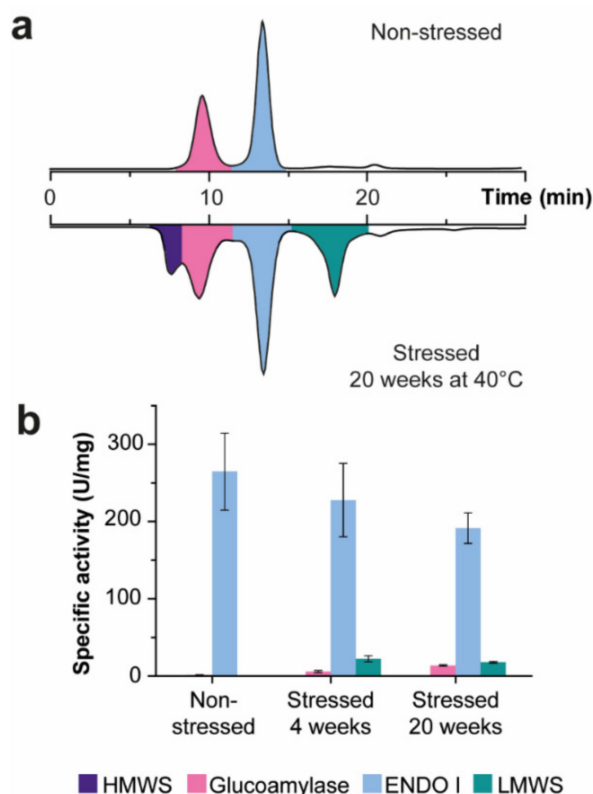 a
Non-stressed
0 10 20 Time (min)
Stressed
20 weeks at 40°C
b
Specific activity (U/mg)
300
200
100
0
Non-
stressed
Stressed
4 weeks
Stressed
20 weeks
HMWS Glucoamylase ENDO I LMWS